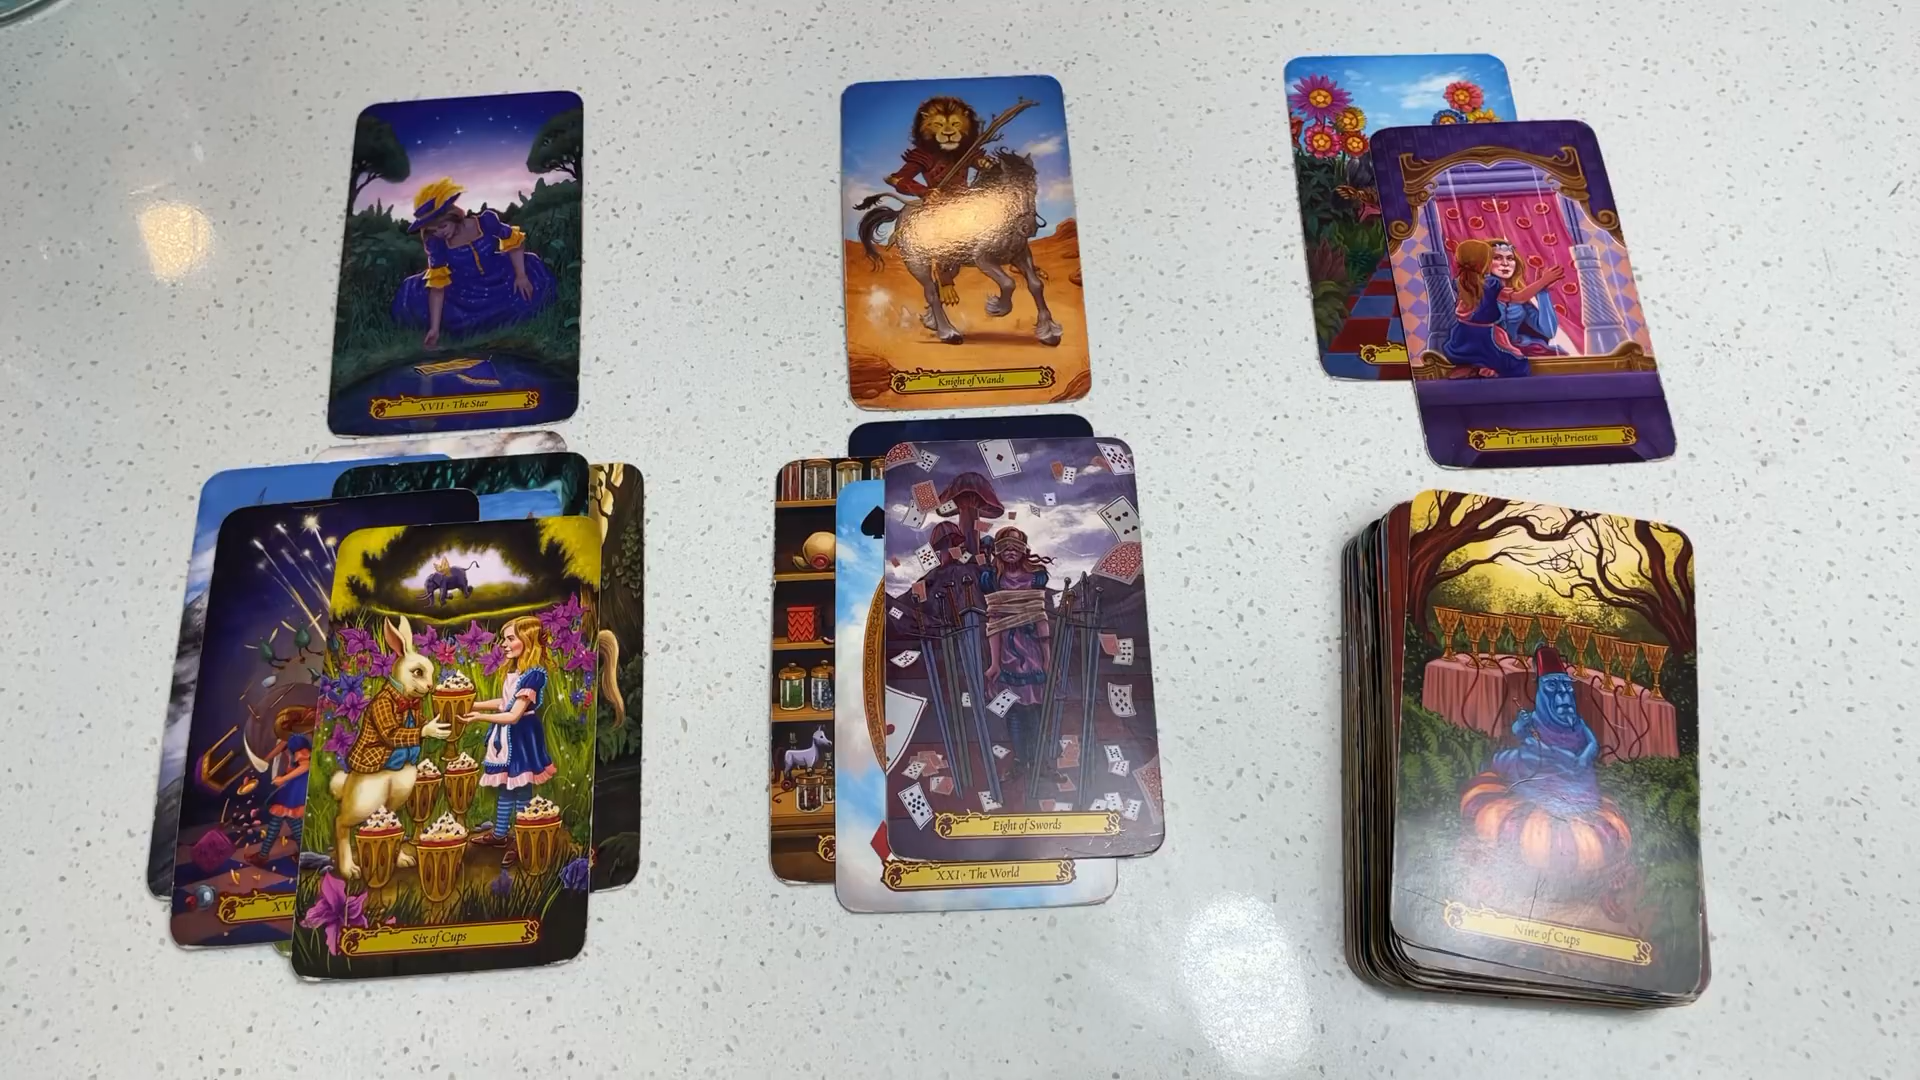 XVII • The Star
Knight of Wands
II • The High Priestess
XVI
Six of Cups
Eight of Swords
XXI • The World
Nine of Cups